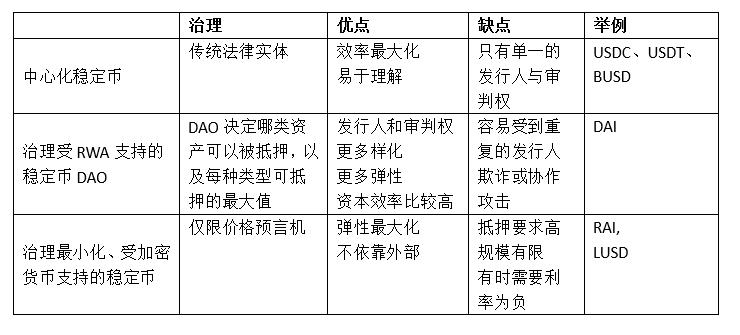 治理 优点 缺点 举例
中心化稳定币
传统法律实体
效率最大化
易于理解
只有单一的
发行人与审
判权
USDC、USDT、
BUSD
治理受 RWA 支持的
稳定币 DAO
DAO 决定哪类资
产可以被抵押，以
及每种类型可抵
押的最大值
发行人和审判权
更多样化
更多弹性
资本效率比较高
容易受到重
复的发行人
欺诈或协作
攻击
DAI
治理最小化、受加密
货币支持的稳定币
仅限价格预言机
弹性最大化
不依靠外部
抵押要求高
规模有限
有时需要利
率为负
RAI,
LUSD